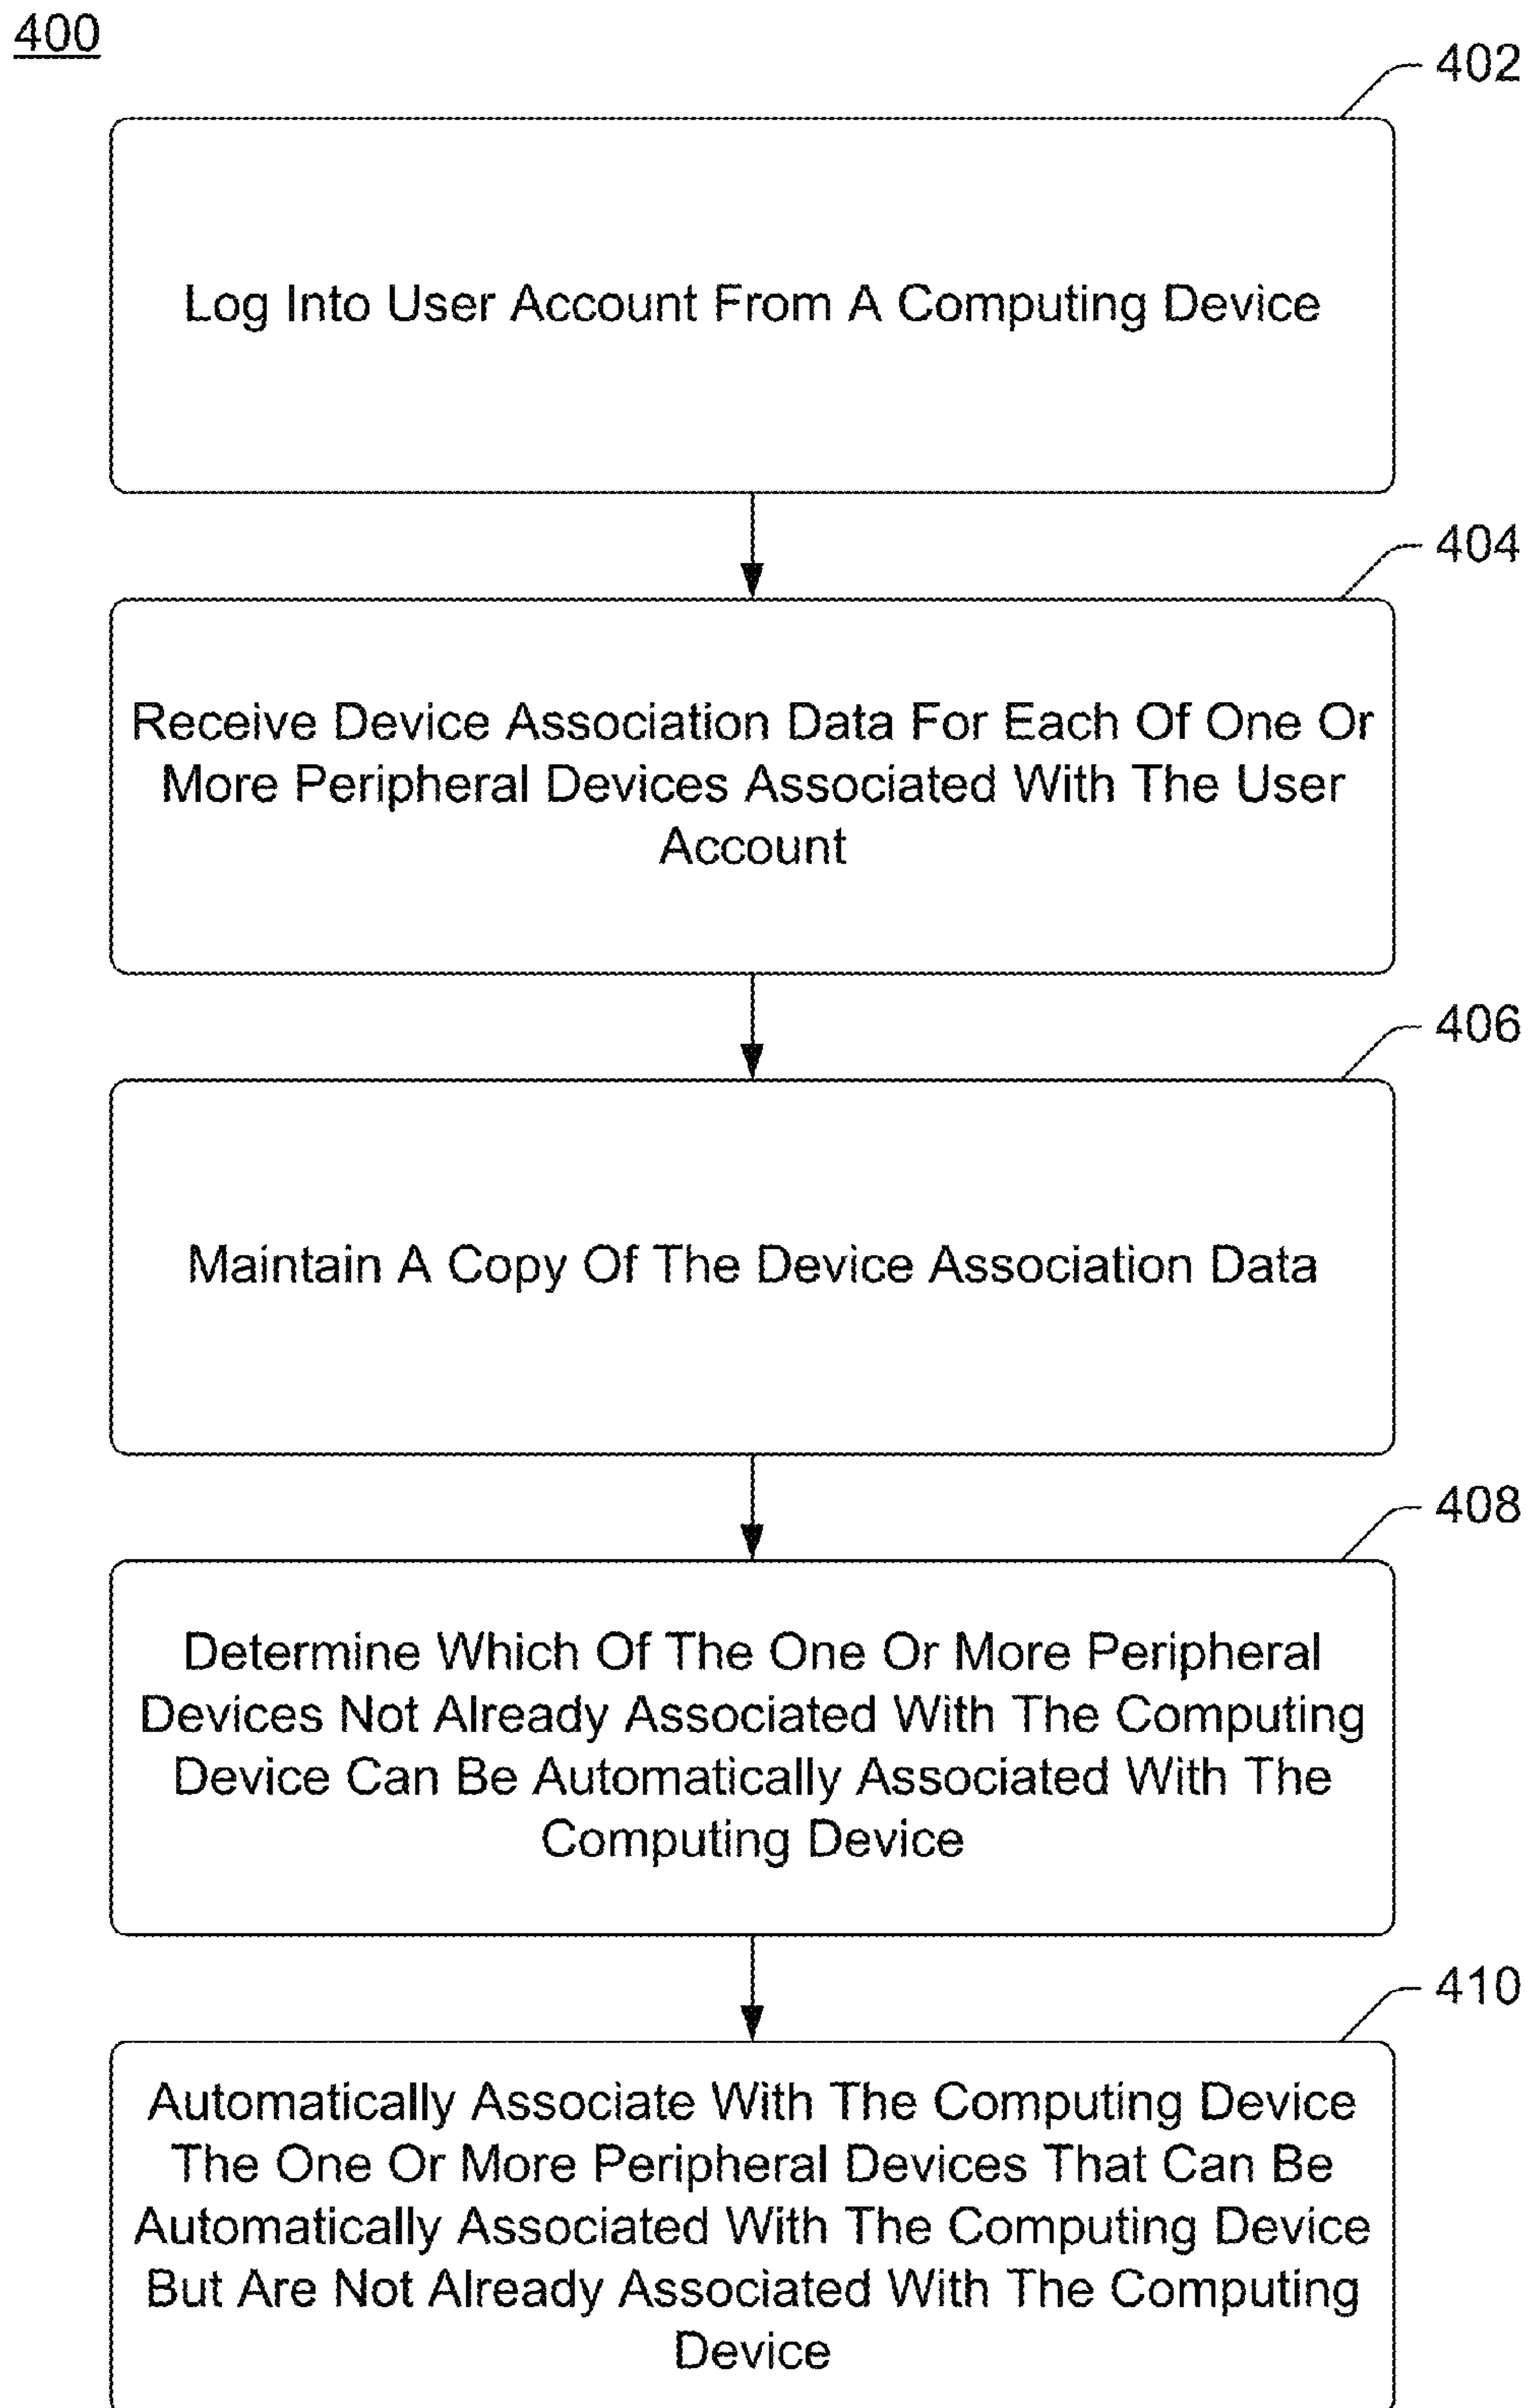 400
402
Log Into User Account From A Computing Device
404
Receive Device Association Data For Each Of One Or
More Peripheral Devices Associated With The User
Account
406
Maintain A Copy Of The Device Association Data
408
Determine Which Of The One Or More Peripheral
Devices Not Already Associated With The Computing
Device Can Be Automatically Associated With The
Computing Device
410
Automatically Associate With The Computing Device
The One Or More Peripheral Devices That Can Be
Automatically Associated With The Computing Device
But Are Not Already Associated With The Computing
Device